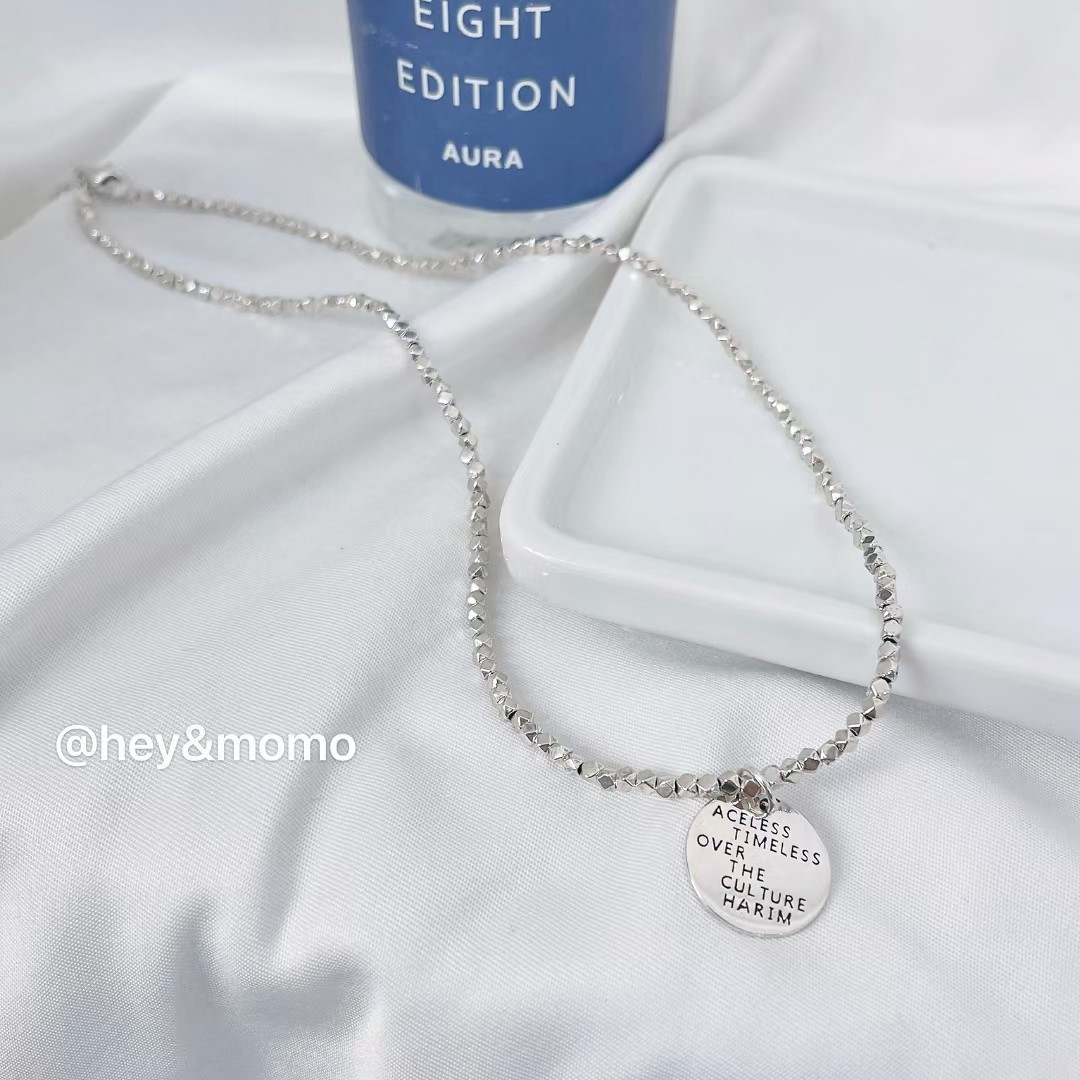 EIGHT
EDITION
AURA
@hey&momo
ACELESS
TIMELESS
OVER
THE
CULTURE
HARIM